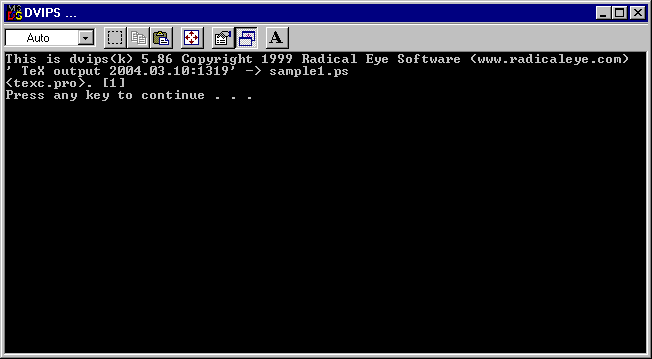 DVIPS ...
Auto
A
This is dvips(k) 5.86 Copyright 1999 Radical Eye Software (www.radicaleye.com)
' TeX output 2004.03.10:1319' -> sample1.ps
<texc.pro>. [1]
Press any key to continue . . .